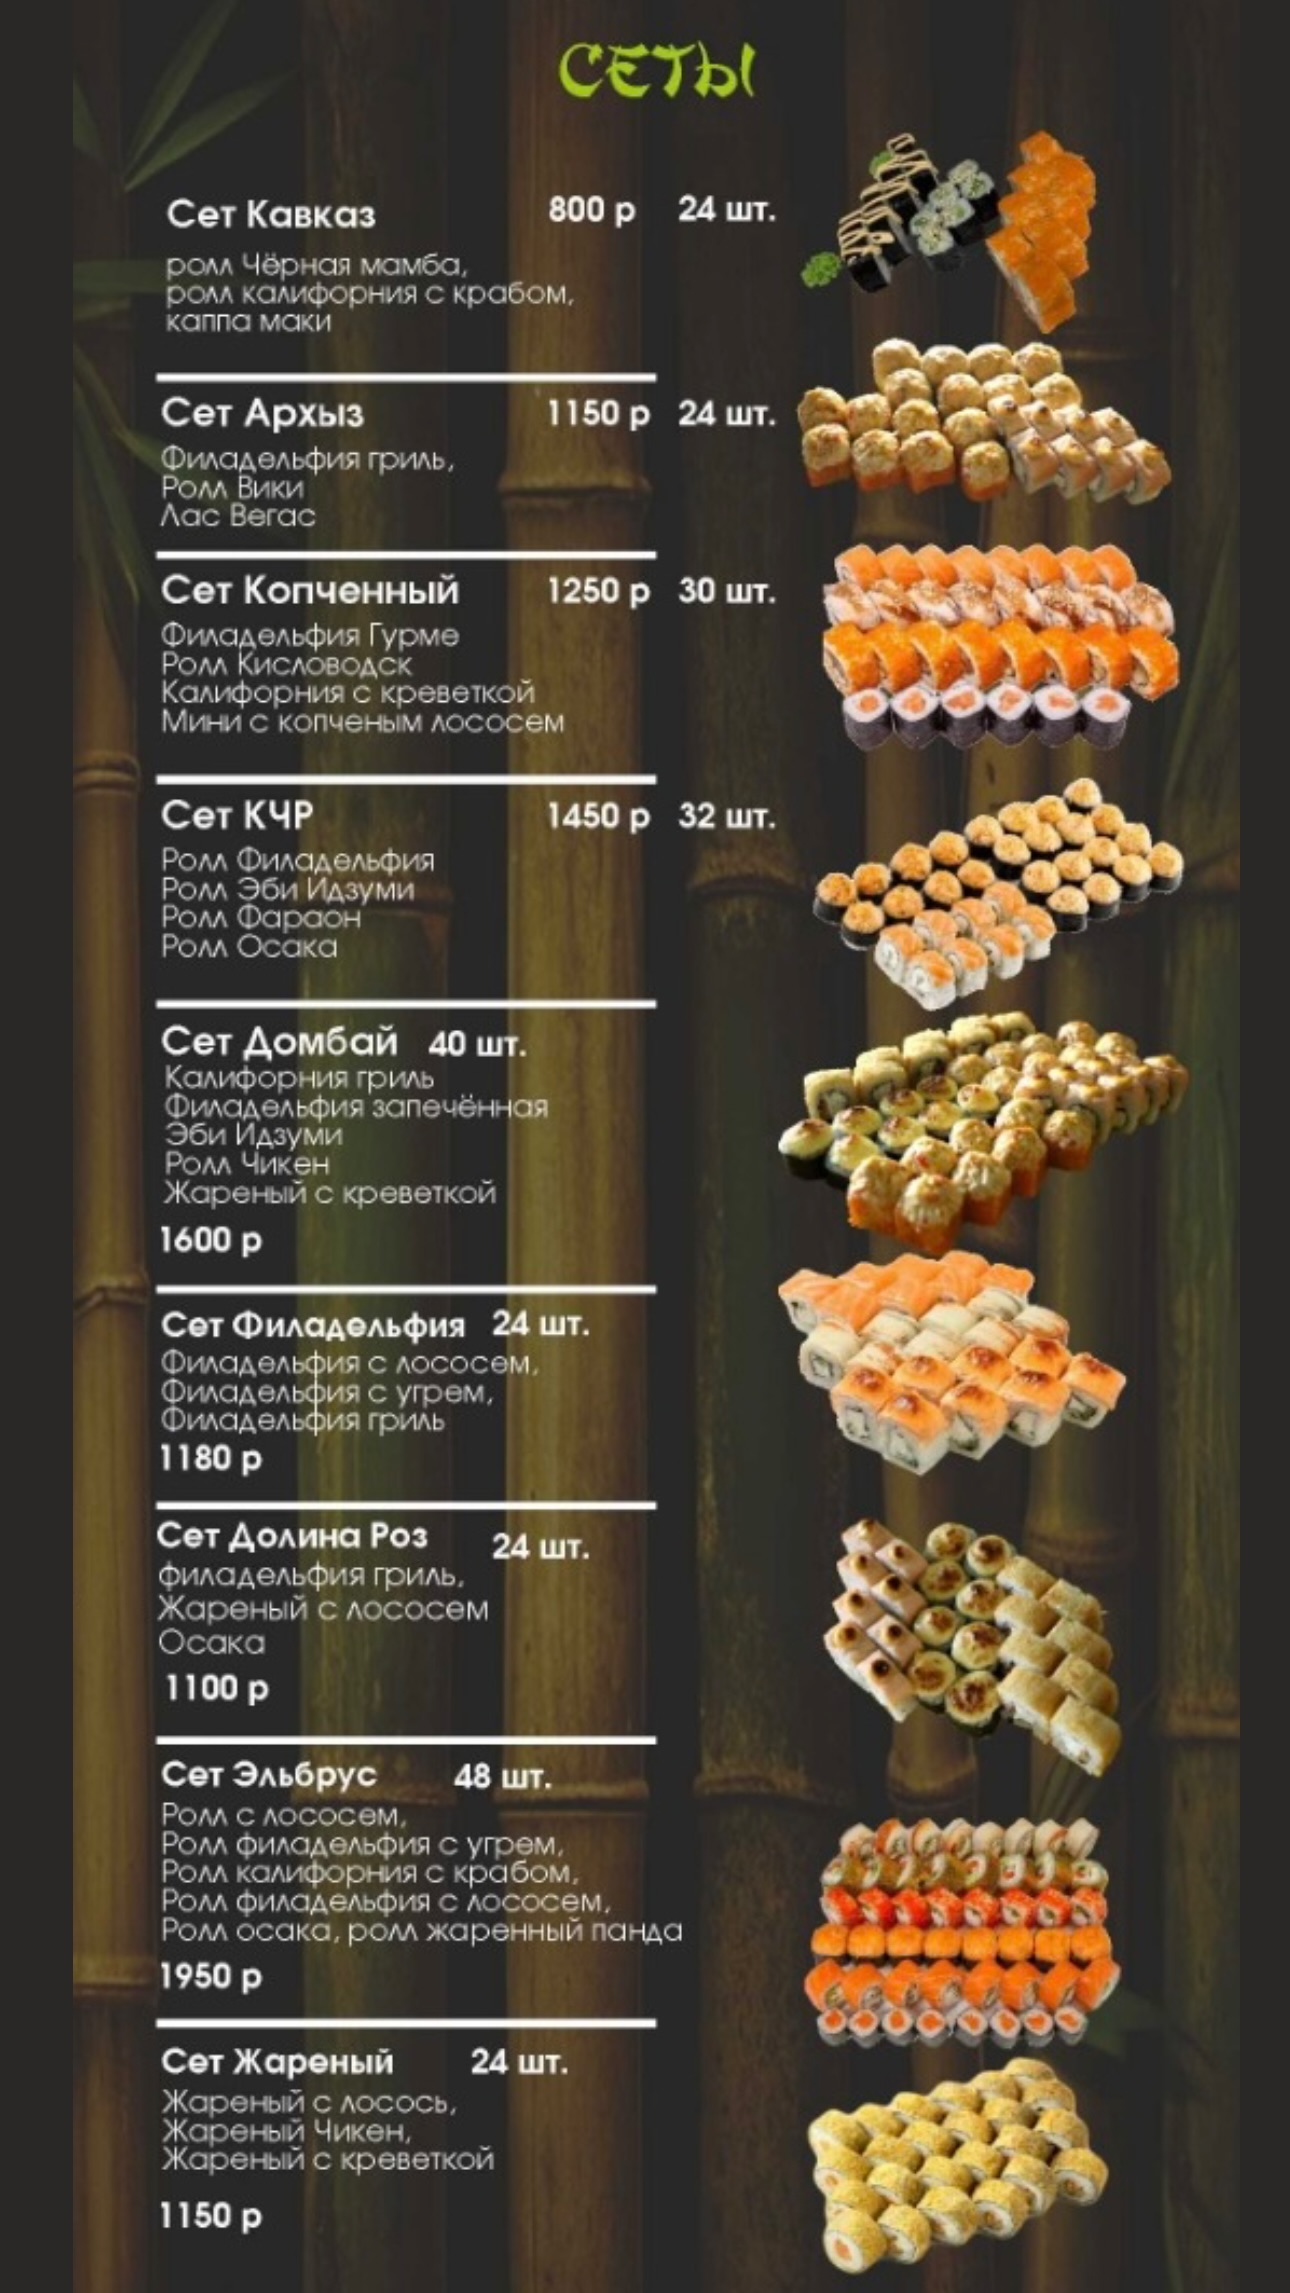 СЕТЫ
Сет Кавказ 800 р 24 шт.
ролл Чёрная мамба,
ролл калифорния с крабом,
каппа маки
Сет Архыз 1150 р 24 шт.
Филадельфия гриль,
Ролл Вики
Лас Вегас
Сет Копченный 1250 р 30 шт.
Филадельфия Гурме
Ролл Кисловодск
Калифорния с креветкой
Мини с копченым лососем
Сет КЧР 1450 р 32 шт.
Ролл Филадельфия
Ролл Эби Идзуми
Ролл Фараон
Ролл Осака
Сет Домбай 40 шт.
Калифорния гриль
Филадельфия запечённая
Эби Идзуми
Ролл Чикен
Жареный с креветкой
1600 р
Сет Филадельфия 24 шт.
Филадельфия с лососем,
Филадельфия с угрем,
Филадельфия гриль
1180 р
Сет Долина Роз 24 шт.
филадельфия гриль,
Жареный с лососем
Осака
1100 р
Сет Эльбрус 48 шт.
Ролл с лососем,
Ролл филадельфия с угрем,
Ролл калифорния с крабом,
Ролл филадельфия с лососем,
Ролл осака, ролл жаренный панда
1950 р
Сет Жареный 24 шт.
Жареный с лосось,
Жареный Чикен,
Жареный с креветкой
1150 р